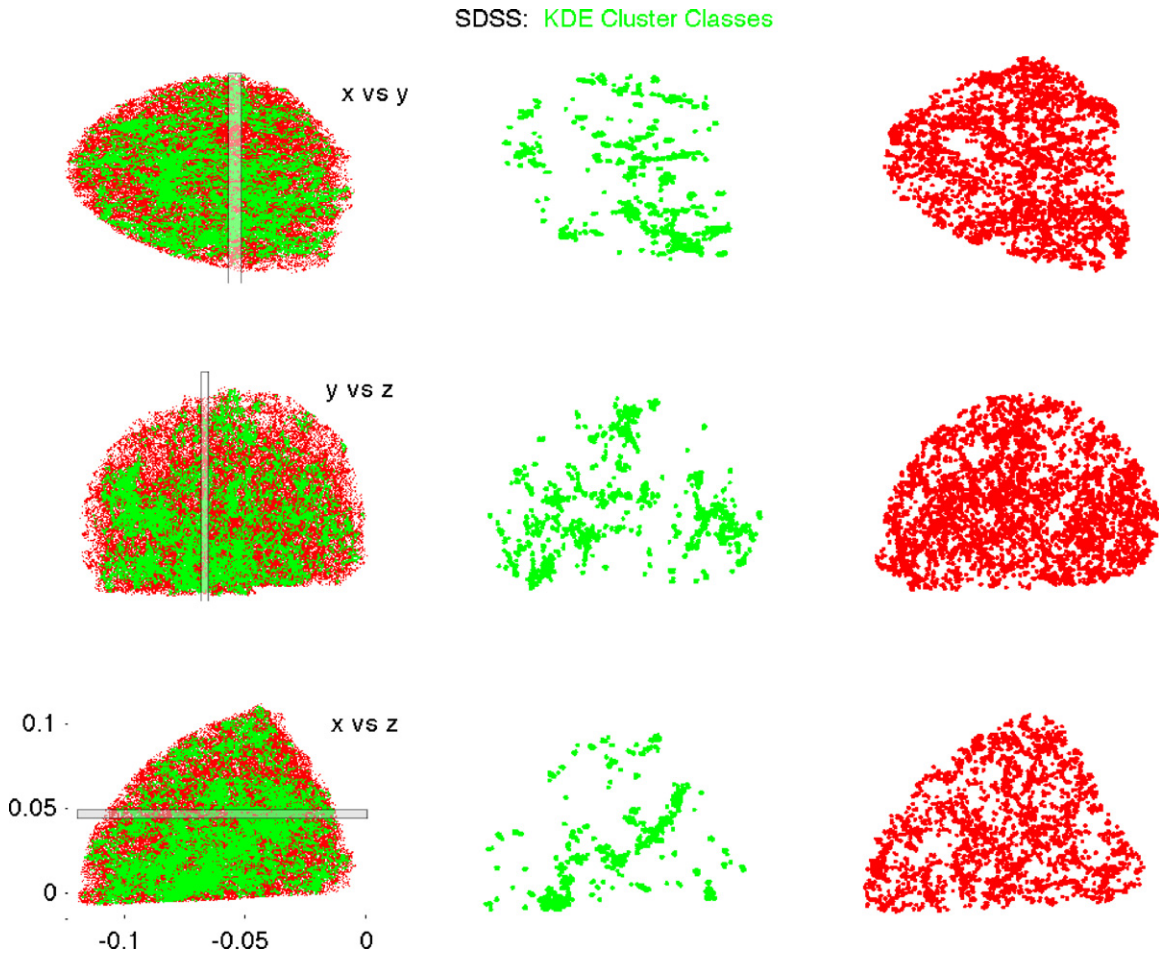 SDSS: KDE Cluster Classes
x vs y
y vs z
x vs z
0.1
0.05
0
-0.1 -0.05 0